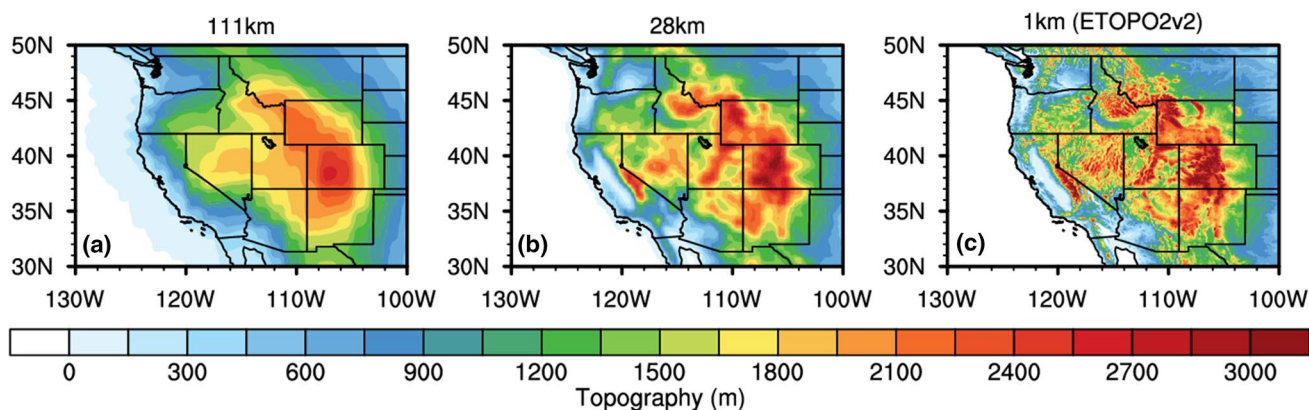 111km
28km
1km (ETOPO2v2)
50N
45N
40N
35N
30N
(a)
130W
120W
110W
100W
50N
45N
40N
35N
30N
(b)
130W
120W
110W
100W
50N
45N
40N
35N
30N
(c)
130W
120W
110W
100W
0 300 600 900 1200 1500 1800 2100 2400 2700 3000
Topography (m)